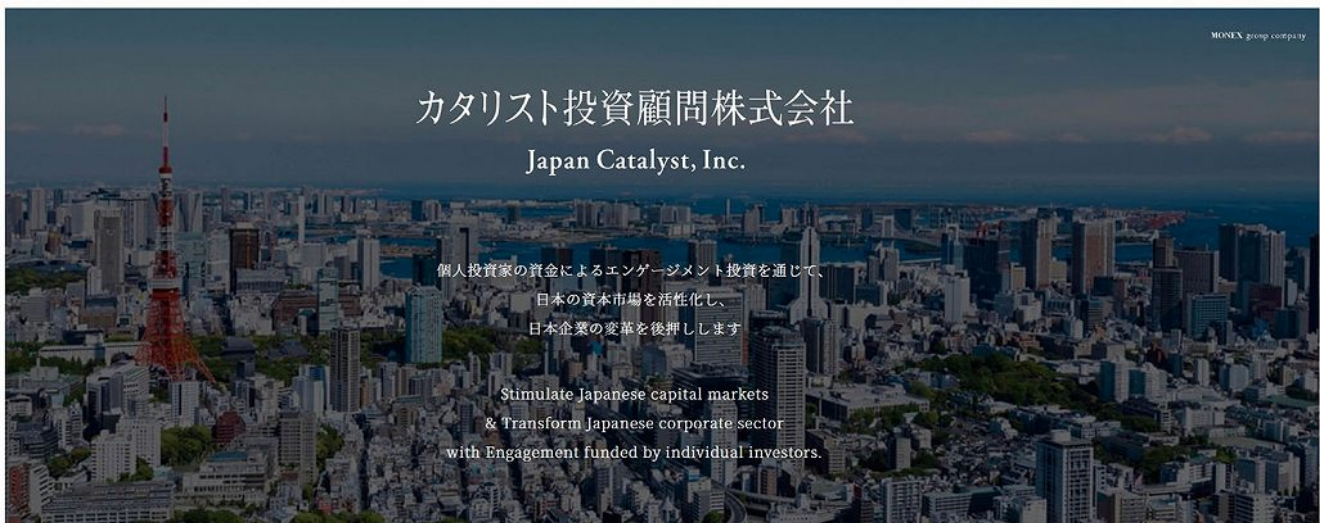 MONEX group company
カタリスト投資顧問株式会社
Japan Catalyst, Inc.
個人投資家の資金によるエンゲージメント投資を通じて、
日本の資本市場を活性化し、
日本企業の変革を後押しします
Stimulate Japanese capital markets
& Transform Japanese corporate sector
with Engagement funded by individual investors.